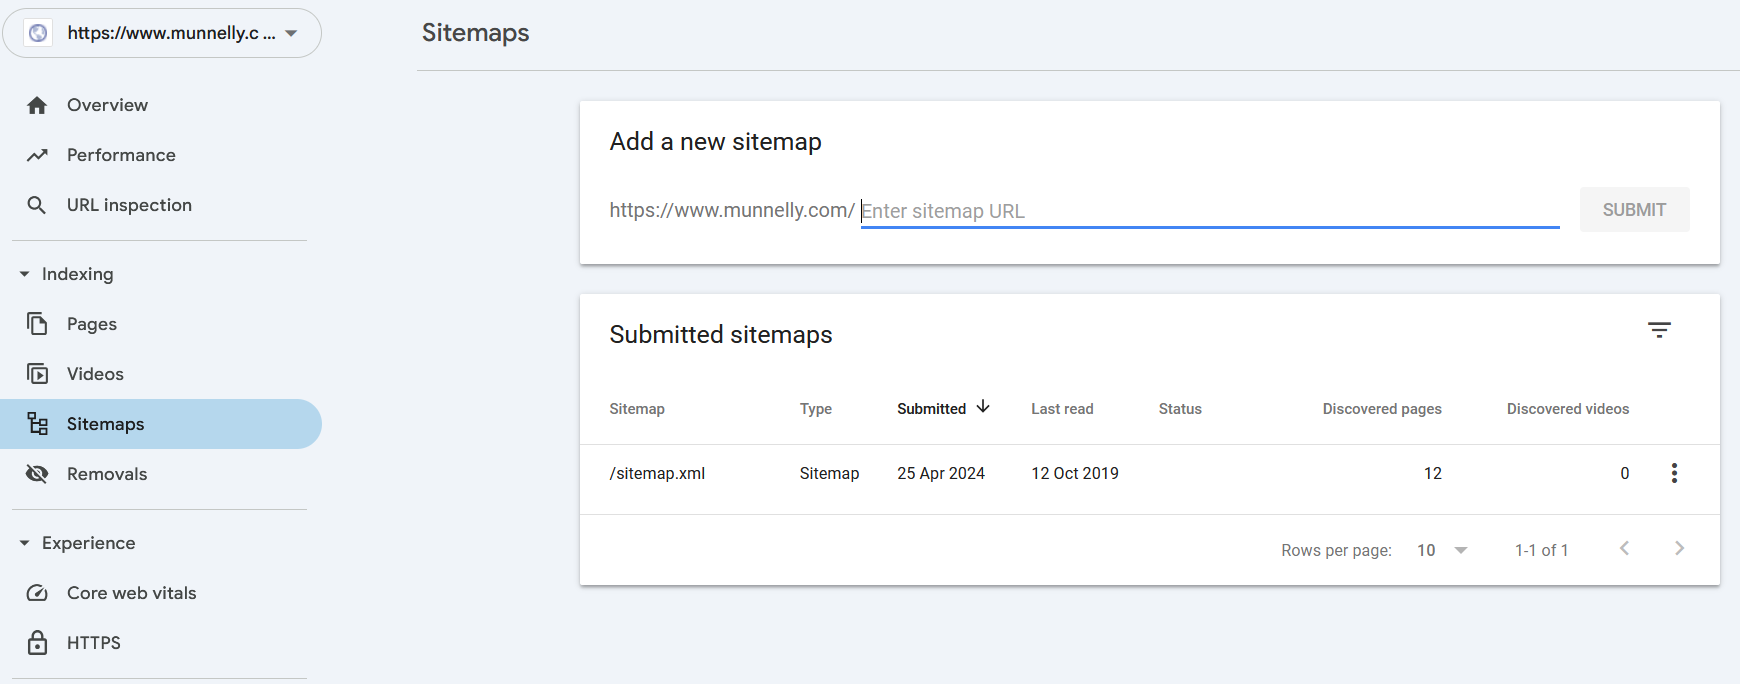 https://www.munnelly.c ...
Overview
Performance
URL inspection
Indexing
Pages
Videos
Sitemaps
Removals
Experience
Core web vitals
HTTPS
Sitemaps
Add a new sitemap
https://www.munnelly.com/ Enter sitemap URL SUBMIT
Submitted sitemaps
Sitemap Type Submitted Last read Status Discovered pages Discovered videos
/sitemap.xml Sitemap 25 Apr 2024 12 Oct 2019 12 0
Rows per page: 10 1-1 of 1